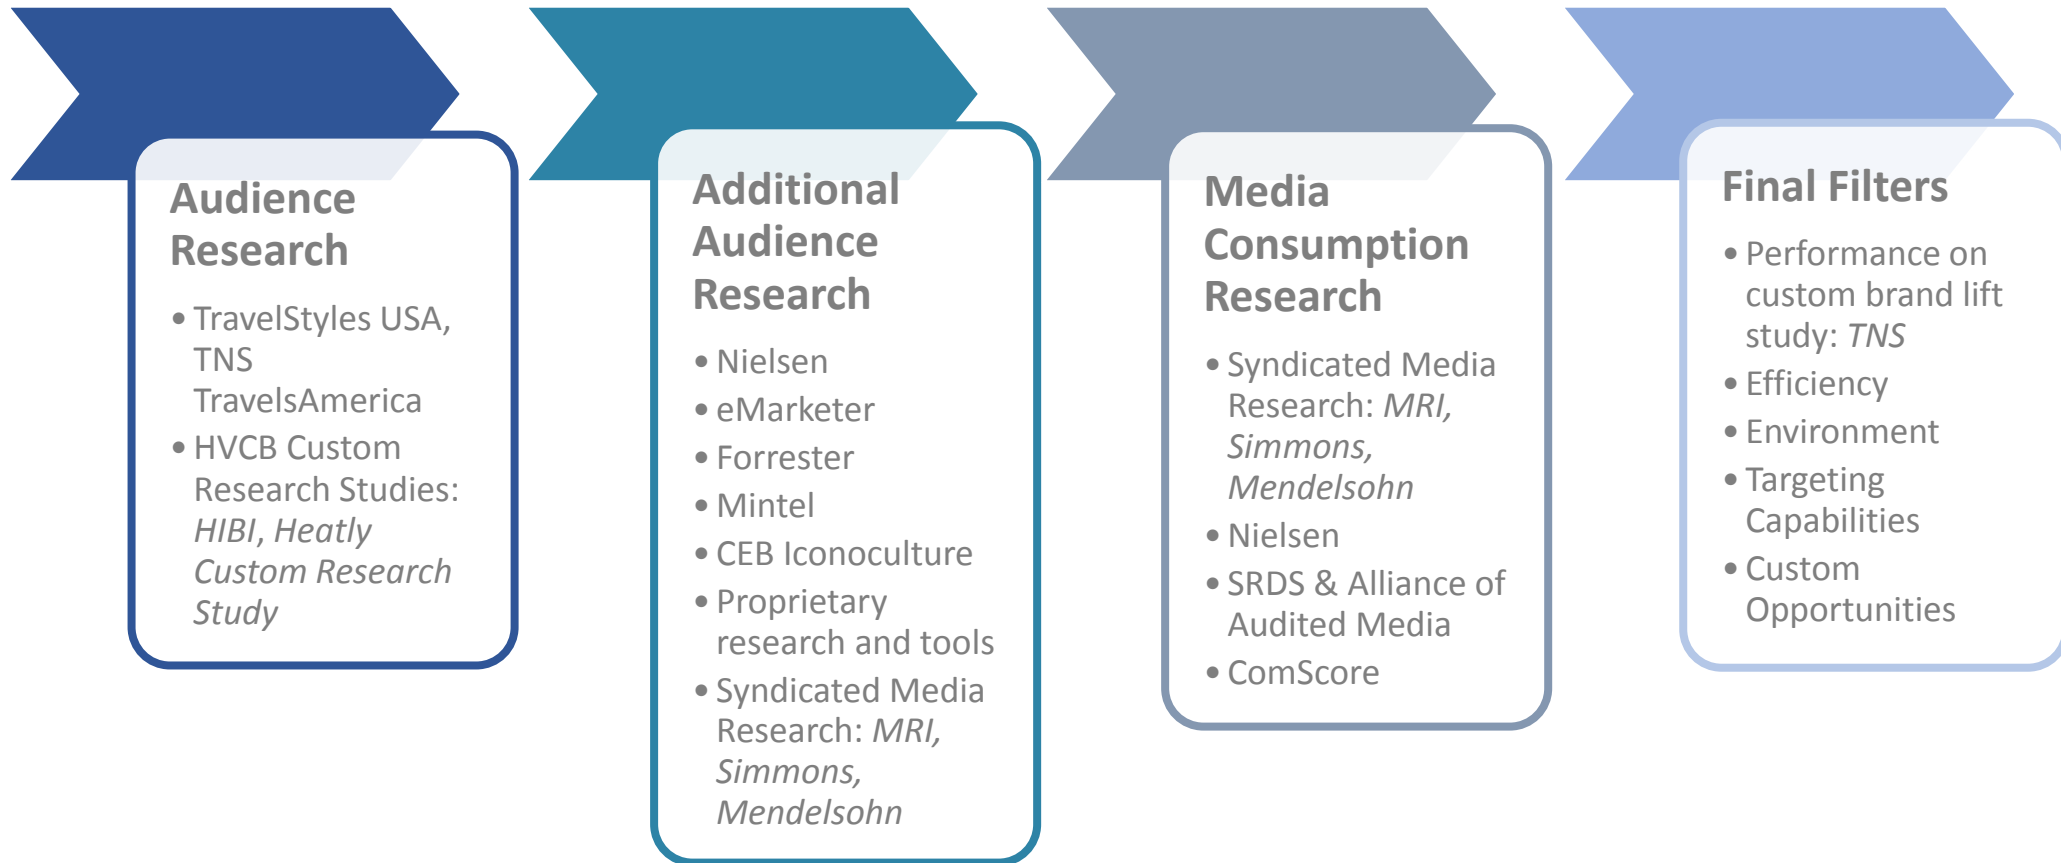 Audience
Research
• TravelStyles USA,
TNS
TravelsAmerica
• HVCB Custom
Research Studies:
HIBI, Heatly
Custom Research
Study
Additional
Audience
Research
• Nielsen
• eMarketer
• Forrester
• Mintel
• CEB Iconoculture
• Proprietary
research and tools
• Syndicated Media
Research: MRI,
Simmons,
Mendelsohn
Media
Consumption
Research
• Syndicated Media
Research: MRI,
Simmons,
Mendelsohn
• Nielsen
• SRDS & Alliance of
Audited Media
• ComScore
Final Filters
• Performance on
custom brand lift
study: TNS
• Efficiency
• Environment
• Targeting
Capabilities
• Custom
Opportunities